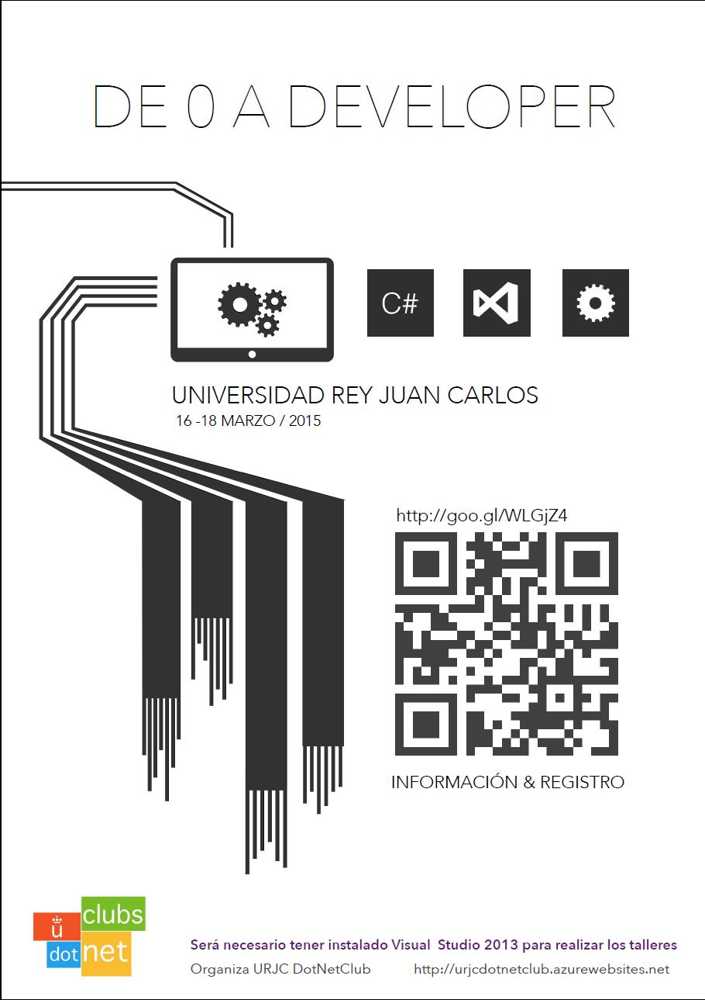 DE 0 A DEVELOPER
C#
UNIVERSIDAD REY JUAN CARLOS
16 -18 MARZO / 2015
http://goo.gl/WLGjZ4
INFORMACIÓN & REGISTRO
clubs
u
dot net
Será necesario tener instalado Visual Studio 2013 para realizar los talleres
Organiza URJC DotNetClub http://urjcdotnetclub.azurewebsites.net